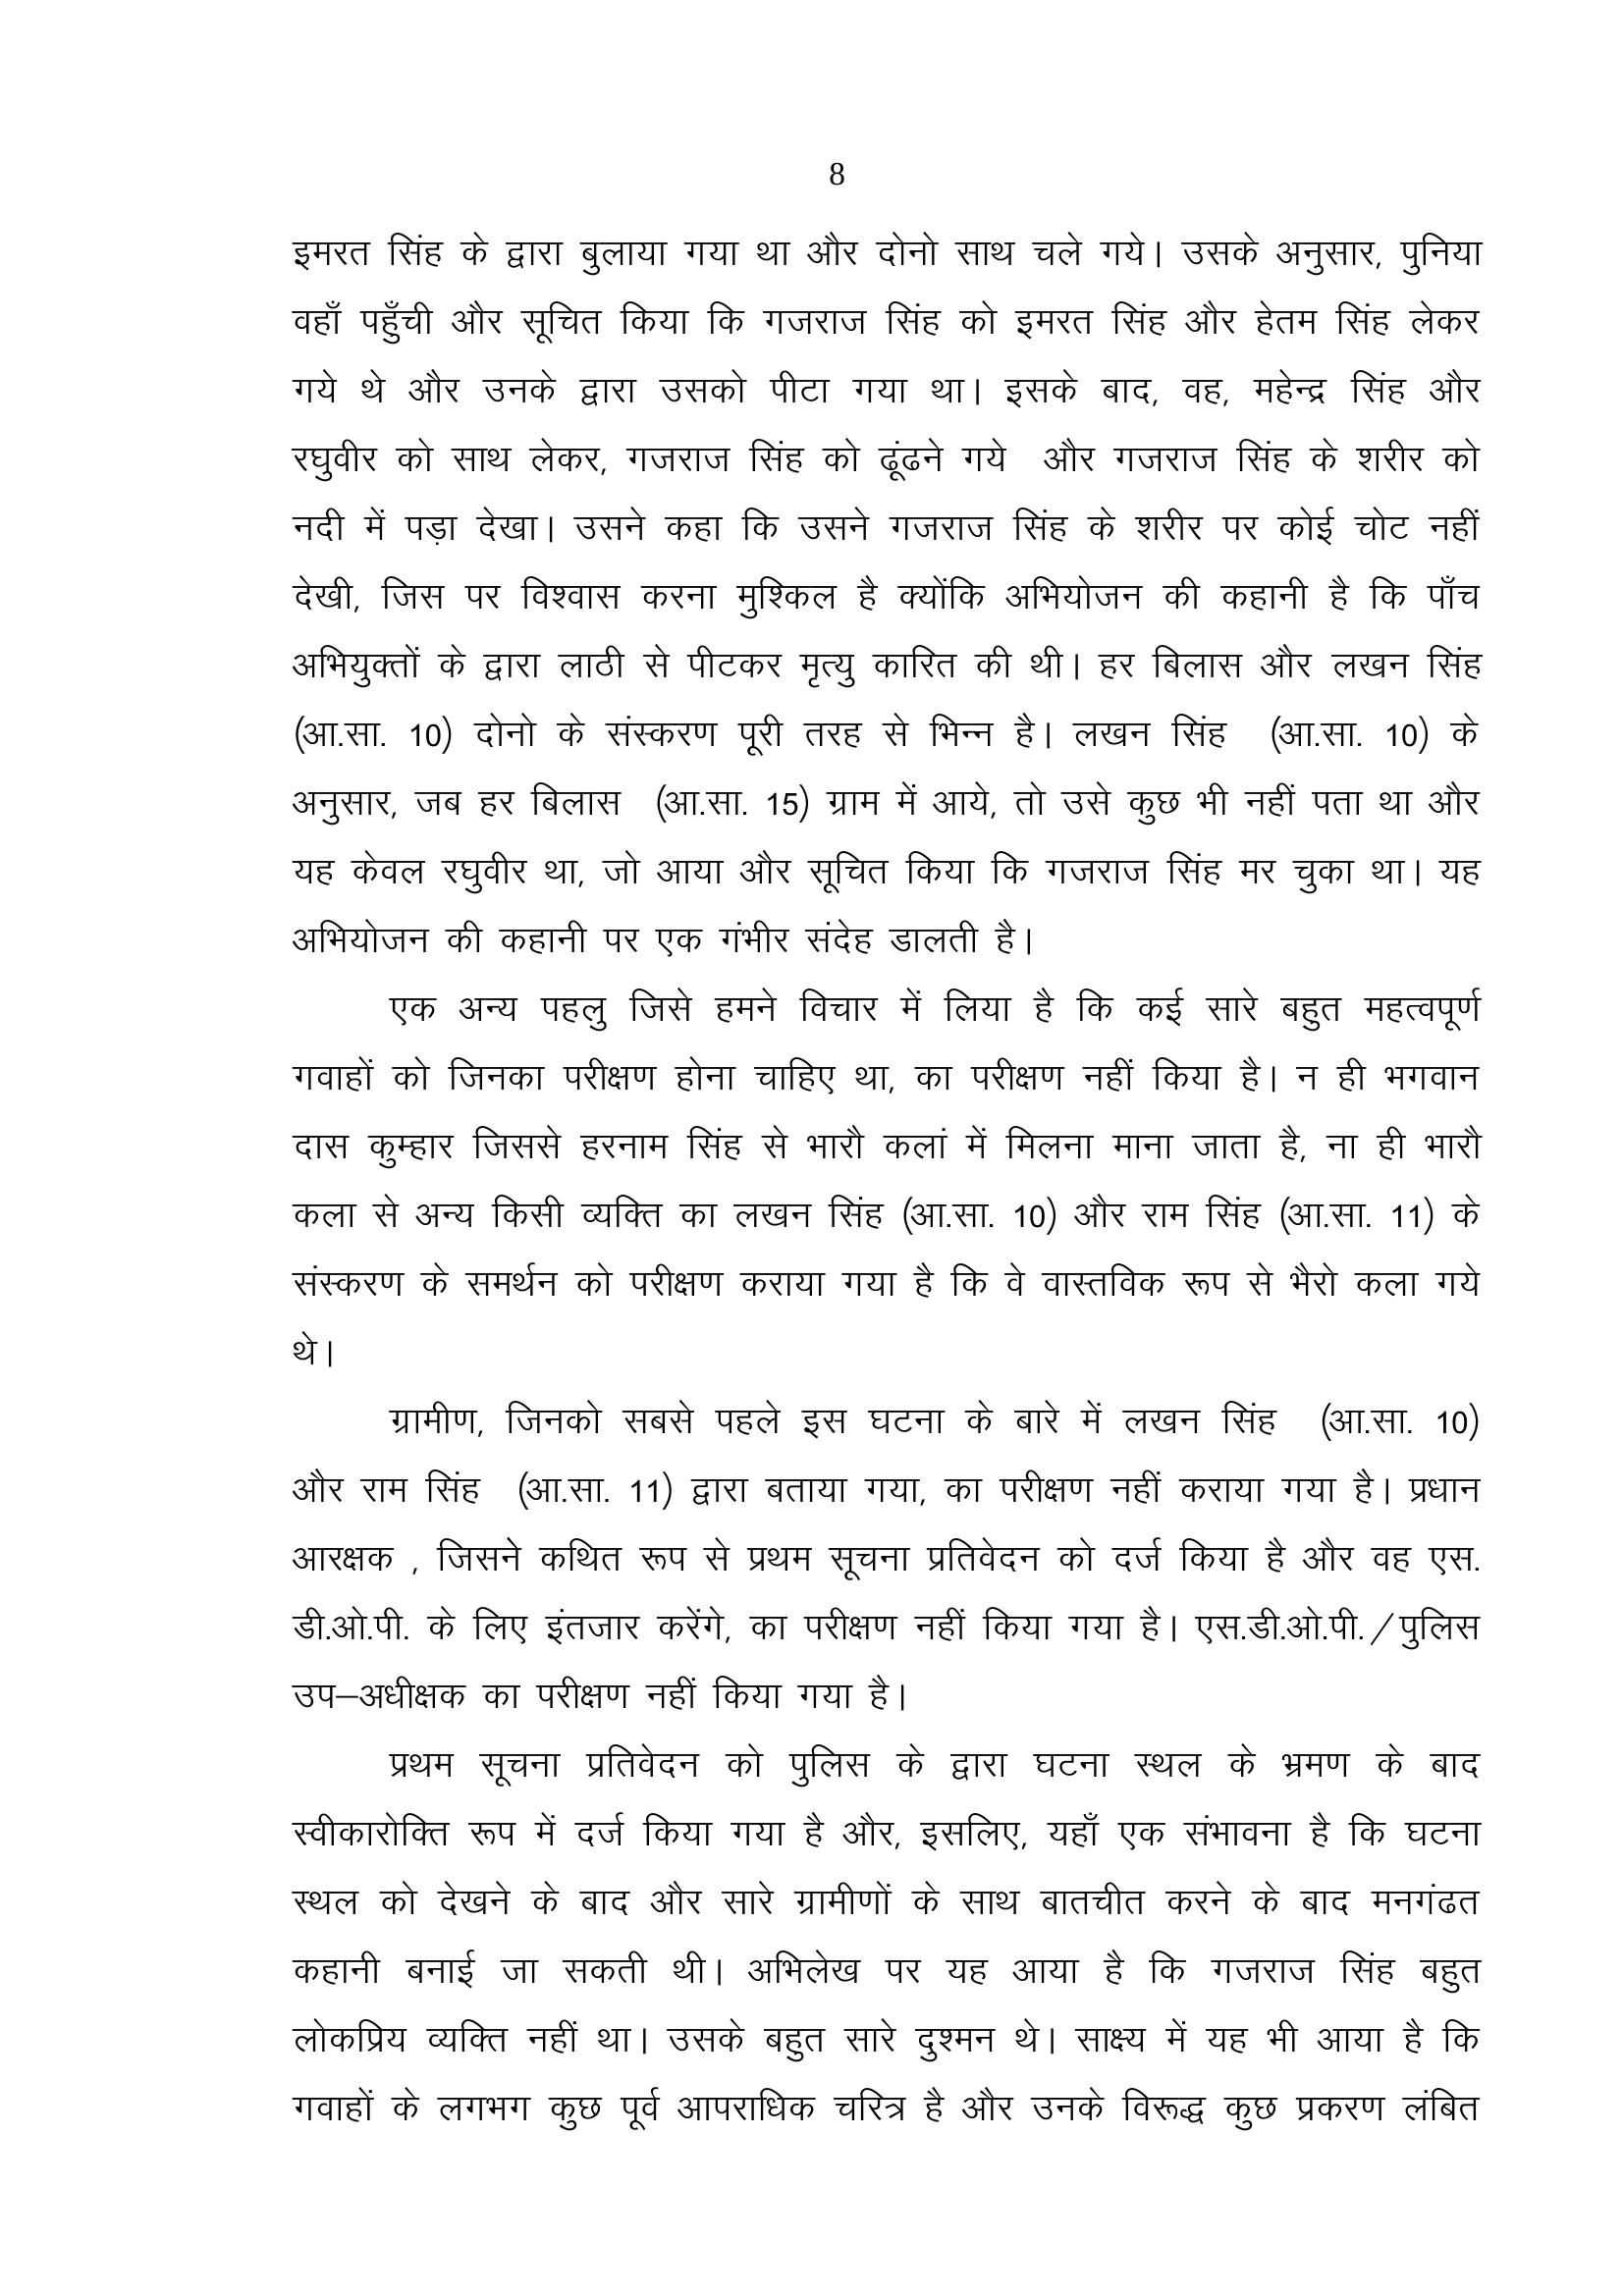 8
इमरत सिंह के द्वारा बुलाया गया था और दोनो साथ चले गये। उसके अनुसार, पुनिया
वहाँ पहुँची और सूचित किया कि गजराज सिंह को इमरत सिंह और हेतम सिंह लेकर
गये थे और उनके द्वारा उसको पीटा गया था। इसके बाद, वह, महेन्द्र सिंह और
रघुवीर को साथ लेकर, गजराज सिंह को ढूंढने गये और गजराज सिंह के शरीर को
नदी में पड़ा देखा। उसने कहा कि उसने गजराज सिंह के शरीर पर कोई चोट नहीं
देखी, जिस पर विश्वास करना मुश्किल है क्योंकि अभियोजन की कहानी है कि पाँच
अभियुक्तों के द्वारा लाठी से पीटकर मृत्यु कारित की थी। हर बिलास और लखन सिंह
(आ.सा. 10) दोनो के संस्करण पूरी तरह से भिन्न है। लखन सिंह (आ.सा. 10) के
अनुसार, जब हर बिलास (आ.सा. 15) ग्राम में आये, तो उसे कुछ भी नहीं पता था और
यह केवल रघुवीर था, जो आया और सूचित किया कि गजराज सिंह मर चुका था। यह
अभियोजन की कहानी पर एक गंभीर संदेह डालती है।
एक अन्य पहलु जिसे हमने विचार में लिया है कि कई सारे बहुत महत्वपूर्ण
गवाहों को जिनका परीक्षण होना चाहिए था, का परीक्षण नहीं किया है। न ही भगवान
दास कुम्हार जिससे हरनाम सिंह से भारौ कलां में मिलना माना जाता है, ना ही भारौ
कला से अन्य किसी व्यक्ति का लखन सिंह (आ.सा. 10) और राम सिंह (आ.सा. 11) के
संस्करण के समर्थन को परीक्षण कराया गया है कि वे वास्तविक रूप से भैरो कला गये
थे।
ग्रामीण, जिनको सबसे पहले इस घटना के बारे में लखन सिंह (आ.सा. 10)
और राम सिंह (आ.सा. 11) द्वारा बताया गया, का परीक्षण नहीं कराया गया है। प्रधान
आरक्षक , जिसने कथित रूप से प्रथम सूचना प्रतिवेदन को दर्ज किया है और वह एस.
डी.ओ.पी. के लिए इंतजार करेंगे, का परीक्षण नहीं किया गया है। एस.डी.ओ.पी./पुलिस
उप–अधीक्षक का परीक्षण नहीं किया गया है।
प्रथम सूचना प्रतिवेदन को पुलिस के द्वारा घटना स्थल के भ्रमण के बाद
स्वीकारोक्ति रूप में दर्ज किया गया है और, इसलिए, यहाँ एक संभावना है कि घटना
स्थल को देखने के बाद और सारे ग्रामीणों के साथ बातचीत करने के बाद मनगंढत
कहानी बनाई जा सकती थी। अभिलेख पर यह आया है कि गजराज सिंह बहुत
लोकप्रिय व्यक्ति नहीं था। उसके बहुत सारे दुश्मन थे। साक्ष्य में यह भी आया है कि
गवाहों के लगभग कुछ पूर्व आपराधिक चरित्र है और उनके विरूद्ध कुछ प्रकरण लंबित